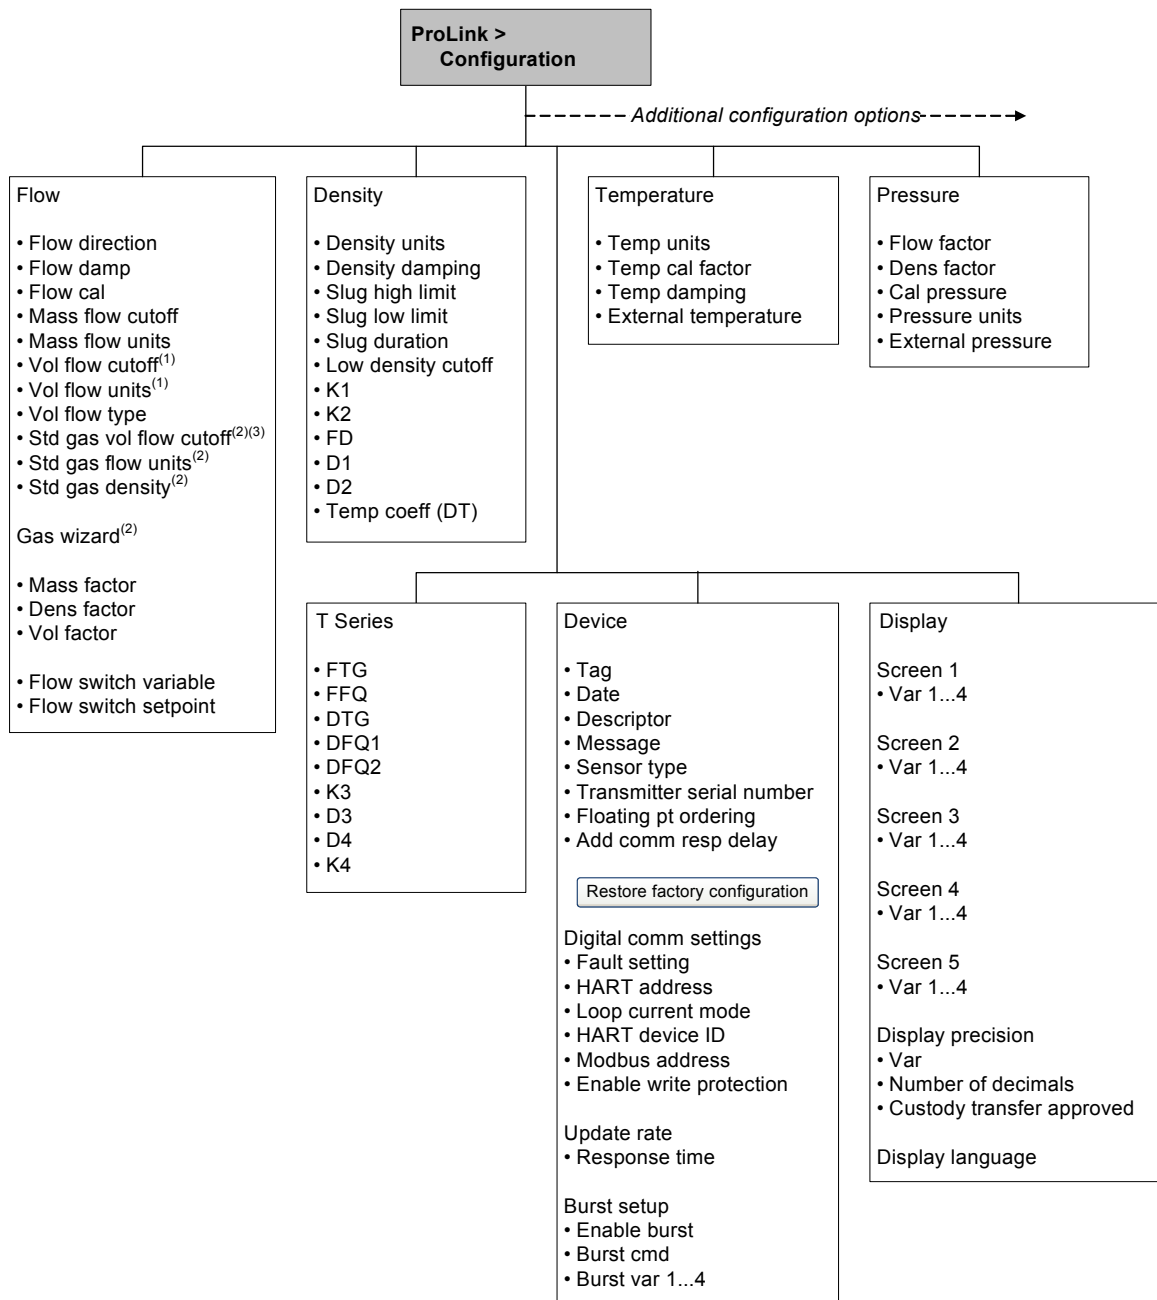 ProLink >
Configuration
Additional configuration options
Flow
• Flow direction
• Flow damp
• Flow cal
• Mass flow cutoff
• Mass flow units
• Vol flow cutoff(1)
• Vol flow units(1)
• Vol flow type
• Std gas vol flow cutoff(2)(3)
• Std gas flow units(2)
• Std gas density(2)
Gas wizard(2)
• Mass factor
• Dens factor
• Vol factor
• Flow switch variable
• Flow switch setpoint
Density
• Density units
• Density damping
• Slug high limit
• Slug low limit
• Slug duration
• Low density cutoff
• K1
• K2
• FD
• D1
• D2
• Temp coeff (DT)
Temperature
• Temp units
• Temp cal factor
• Temp damping
• External temperature
Pressure
• Flow factor
• Dens factor
• Cal pressure
• Pressure units
• External pressure
T Series
• FTG
• FFQ
• DTG
• DFQ1
• DFQ2
• K3
• D3
• D4
• K4
Device
• Tag
• Date
• Descriptor
• Message
• Sensor type
• Transmitter serial number
• Floating pt ordering
• Add comm resp delay
Restore factory configuration
Digital comm settings
• Fault setting
• HART address
• Loop current mode
• HART device ID
• Modbus address
• Enable write protection
Update rate
• Response time
Burst setup
• Enable burst
• Burst cmd
• Burst var 1...4
Display
Screen 1
• Var 1...4
Screen 2
• Var 1...4
Screen 3
• Var 1...4
Screen 4
• Var 1...4
Screen 5
• Var 1...4
Display precision
• Var
• Number of decimals
• Custody transfer approved
Display language